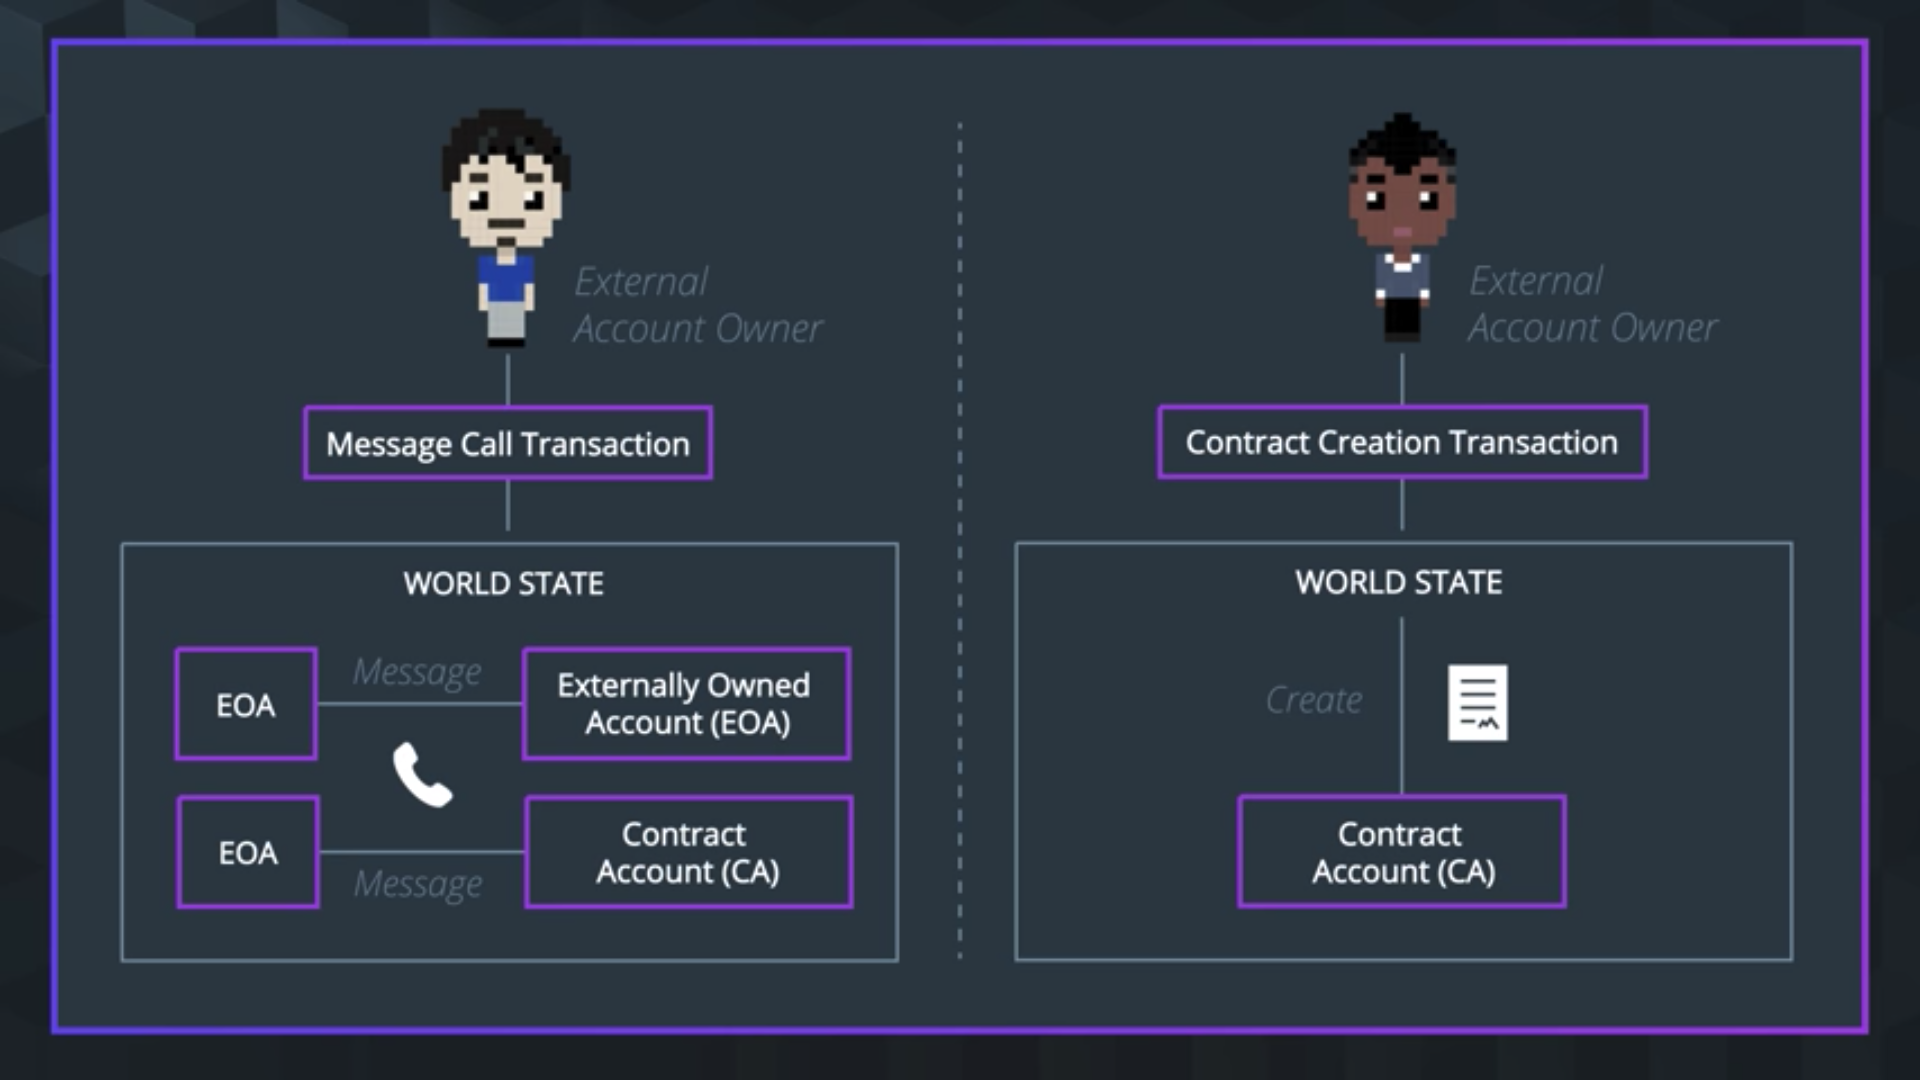 External
Account Owner
Message Call Transaction
WORLD STATE
EOA
Message
Externally Owned
Account (EOA)
EOA
Message
Contract
Account (CA)
External
Account Owner
Contract Creation Transaction
WORLD STATE
Create
Contract
Account (CA)